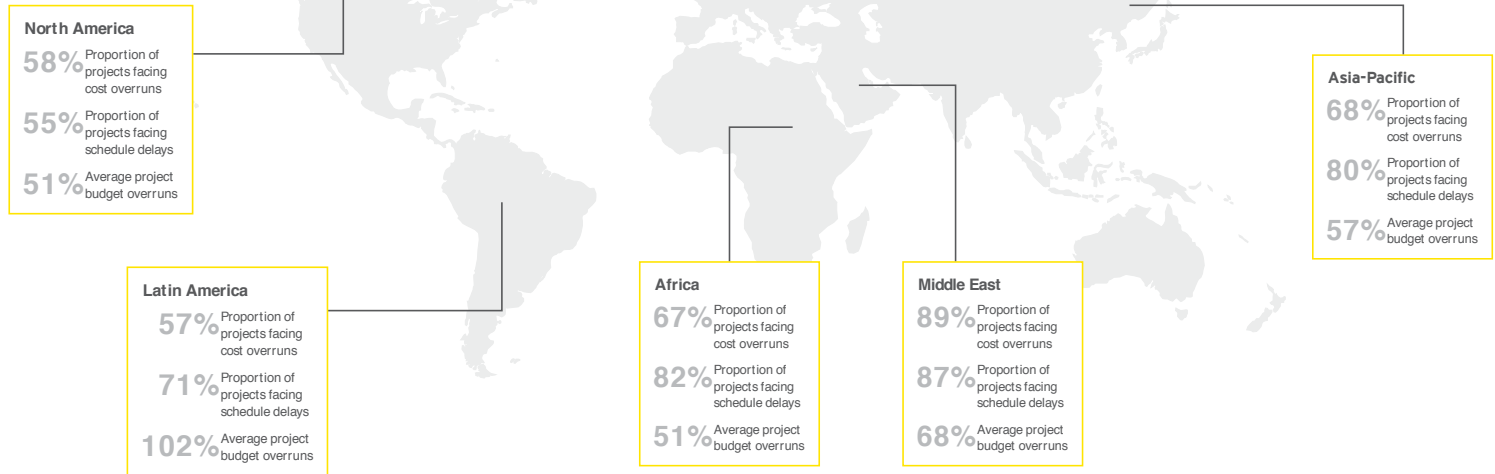 North America
58% Proportion of
projects facing
cost overruns
55% Proportion of
projects facing
schedule delays
51% Average project
budget overruns
Latin America
57% Proportion of
projects facing
cost overruns
71% Proportion of
projects facing
schedule delays
102% Average project
budget overruns
Africa
67% Proportion of
projects facing
cost overruns
82% Proportion of
projects facing
schedule delays
51% Average project
budget overruns
Middle East
89% Proportion of
projects facing
cost overruns
87% Proportion of
projects facing
schedule delays
68% Average project
budget overruns
Asia-Pacific
68% Proportion of
projects facing
cost overruns
80% Proportion of
projects facing
schedule delays
57% Average project
budget overruns